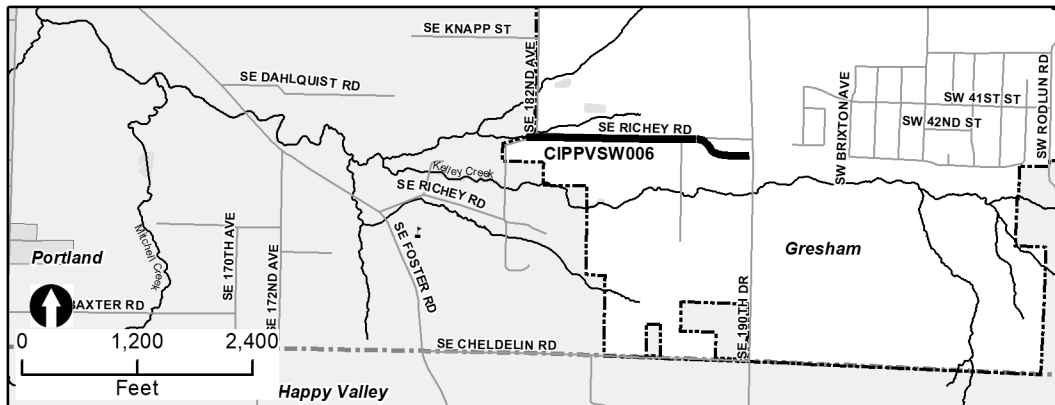 SE KNAPP ST
SE 182ND AVE
SE DAHLQUIST RD
SW RODLUN RD
SW BRIXTON AVE
SW 41ST ST
SW 42ND ST
SE RICHEY RD
CIPPVSW006
Kelley Creek
SE RICHEY RD
SE FOSTER RD
SE 170TH AVE
SE 172ND AVE
Mitchell Creek
Portland
Gresham
BAXTER RD
SE 190TH DR
SE CHELDELIN RD
0 1,200 2,400
Feet
Happy Valley